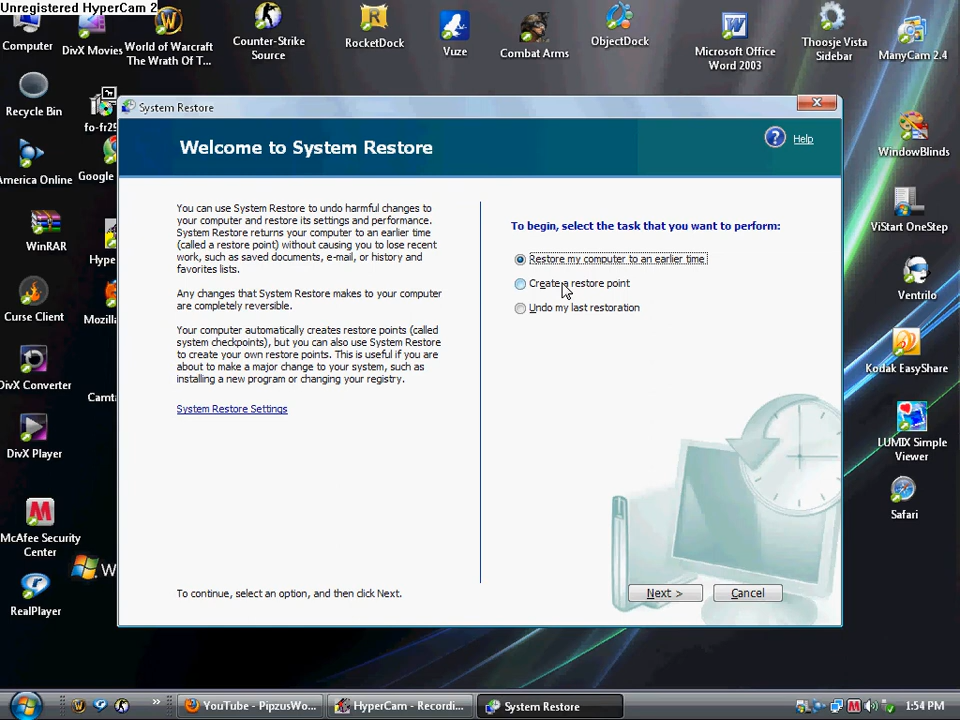 Unregistered HyperCam 2
Computer
DivX Movies
World of Warcraft
The Wrath Of T...
Counter-Strike
Source
RocketDock
Vuze
Combat Arms
ObjectDock
Microsoft Office
Word 2003
Thoosje Vista
Sidebar
ManyCam 2.4
Recycle Bin
fo-fr25
America Online
Google
WinRAR
Hype
Curse Client
Mozill
DivX Converter
Camt
DivX Player
McAfee Security
Center
W
RealPlayer
WindowBlinds
ViStart OneStep
Ventrilo
Kodak EasyShare
LUMIX Simple
Viewer
Safari
System Restore
Welcome to System Restore
Help
You can use System Restore to undo harmful changes to
your computer and restore its settings and performance.
System Restore returns your computer to an earlier time
(called a restore point) without causing you to lose recent
work, such as saved documents, e-mail, or history and
favorites lists.
Any changes that System Restore makes to your computer
are completely reversible.
Your computer automatically creates restore points (called
system checkpoints), but you can also use System Restore
to create your own restore points. This is useful if you are
about to make a major change to your system, such as
installing a new program or changing your registry.
System Restore Settings
To continue, select an option, and then click Next.
To begin, select the task that you want to perform:
Restore my computer to an earlier time
Create a restore point
Undo my last restoration
Next >
Cancel
YouTube - PipzusWo...
HyperCam - Recordi...
System Restore
1:54 PM